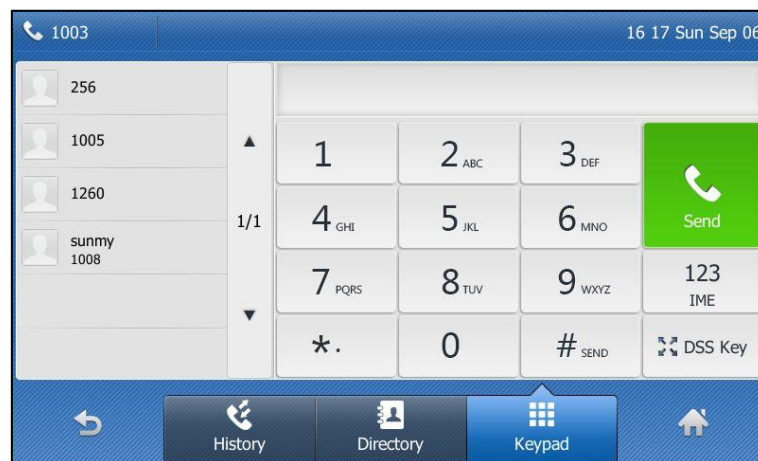 1003
16 17 Sun Sep 06
256
1005
1260
sunmy
1008
1/1
1
2 ABC
3 DEF
Send
4 GHI
5 JKL
6 MNO
7 PQRS
8 TUV
9 WXYZ
123
IME
*.
0
# SEND
DSS Key
History
Directory
Keypad